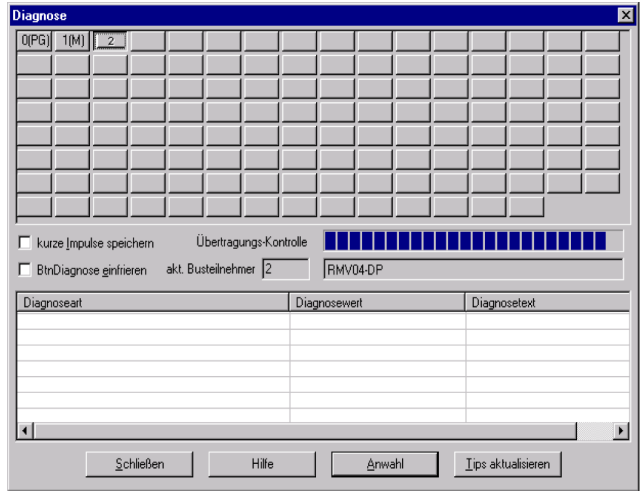 Diagnose
0(PG) 1(M) 2
kurze Impulse speichern Übertragungs-Kontrolle
BtnDiagnose einfrieren akt. Busteilnehmer 2 RMV04-DP
Diagnoseart Diagnosewert Diagnosetext
Schließen Hilfe Anwahl Tips aktualisieren